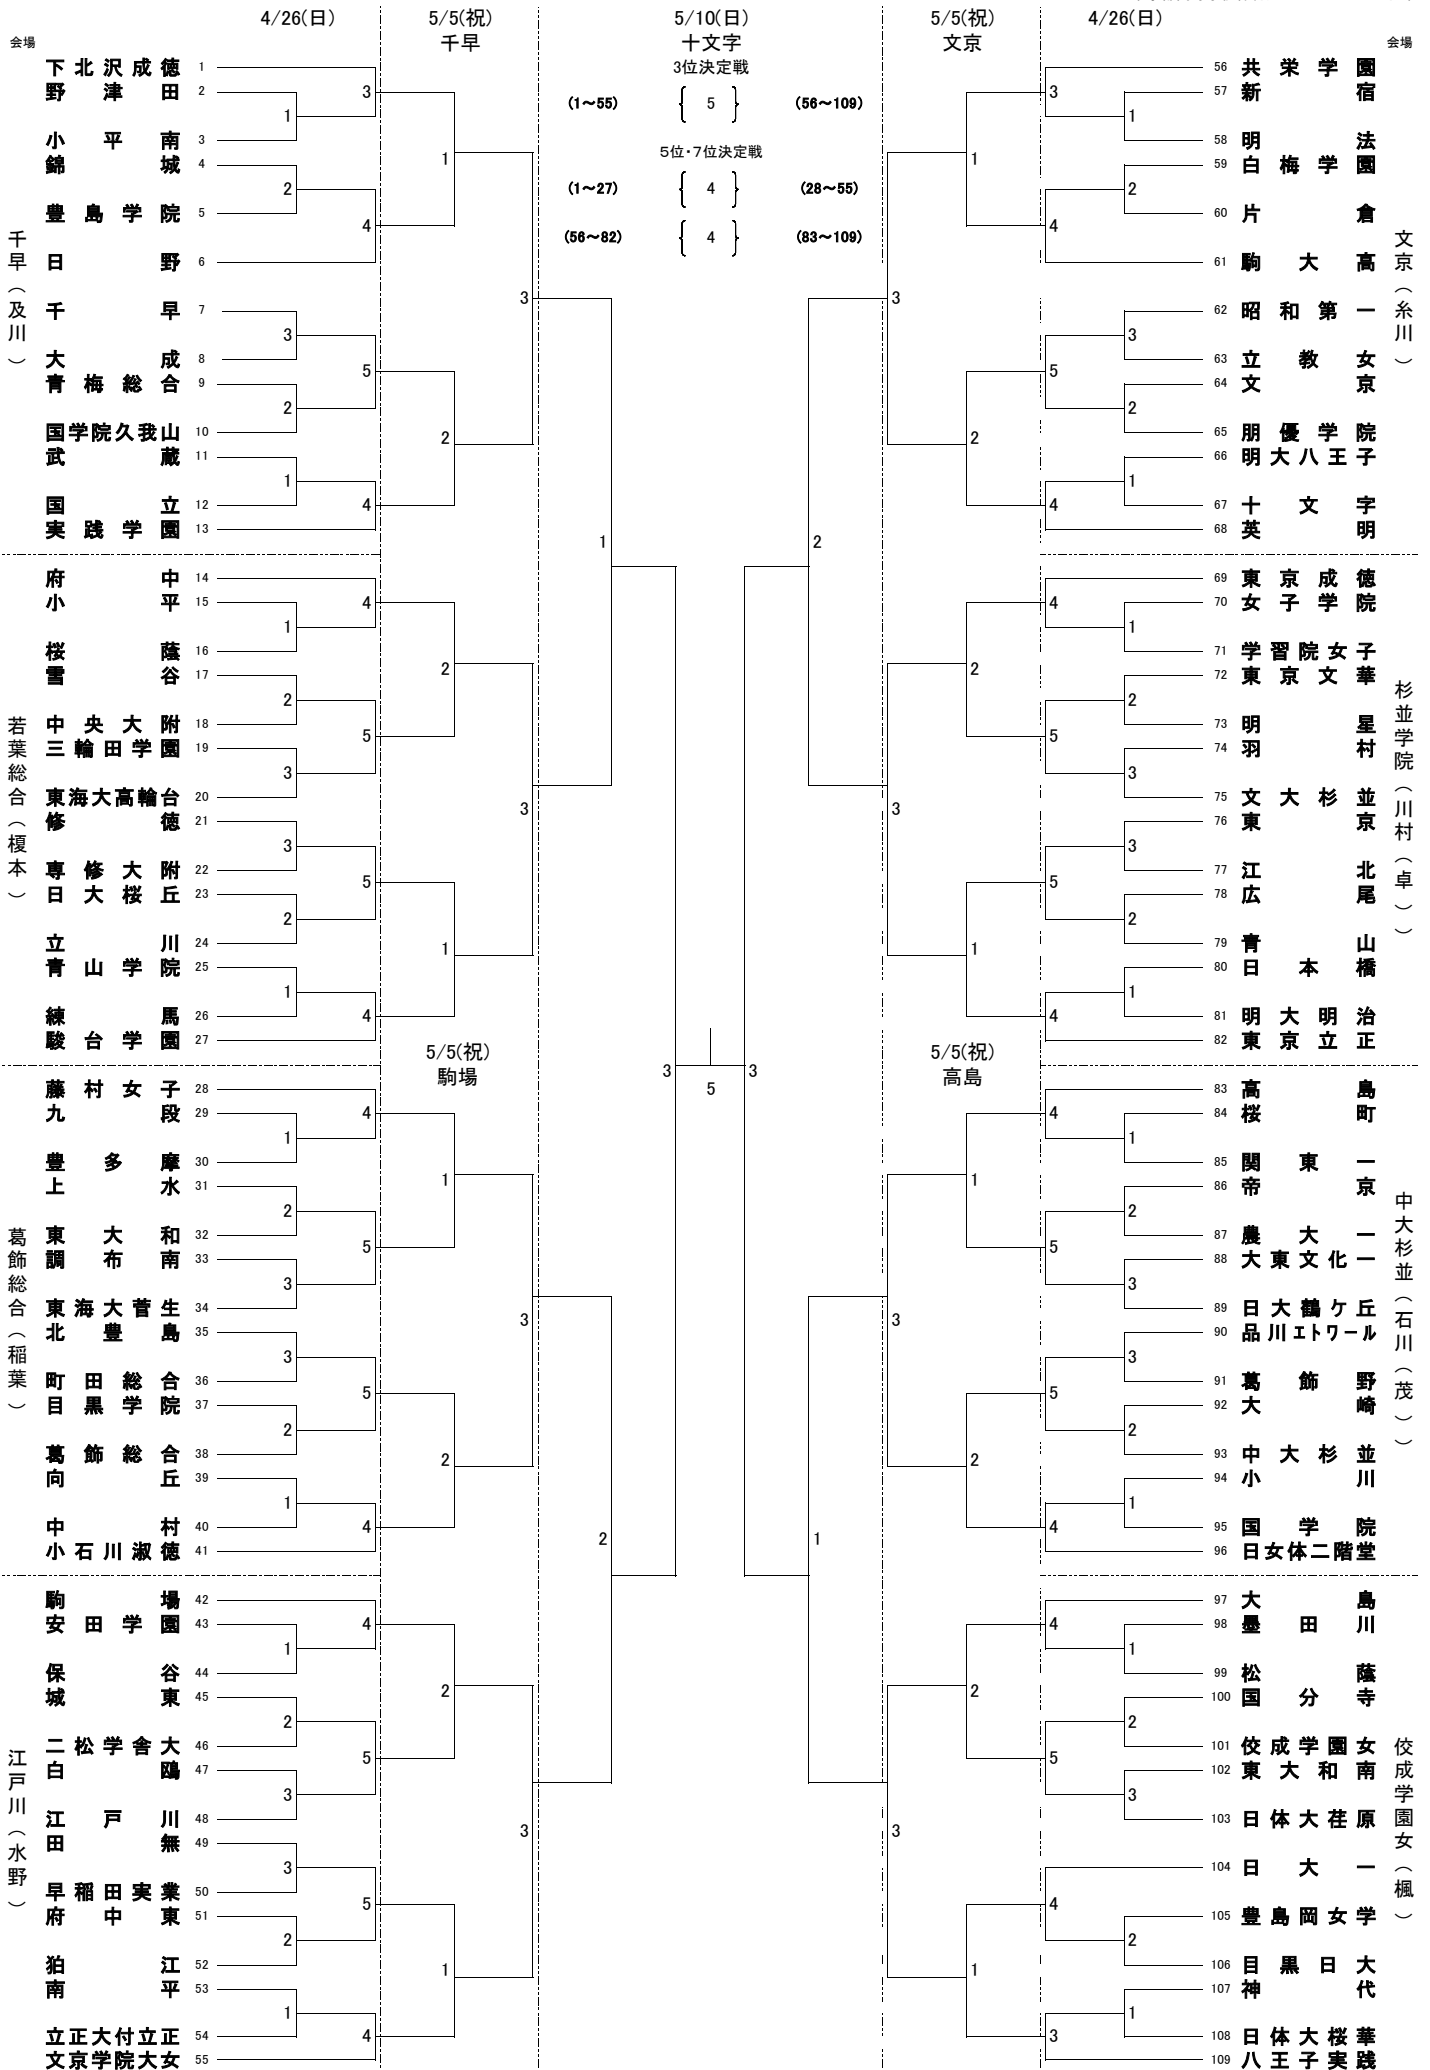 4/26(日) 5/5(祝) 5/10(日) 5/5(祝) 4/26(日)
千早 十文字 文京
会場 会場
3位決定戦
(1～55) { 5 } (56～109)
5位・7位決定戦
(1～27) { 4 } (28～55)
(56～82) { 4 } (83～109)
千早（及川）
下北沢成徳 1
野津田 2
小平南 3
錦城 4
豊島学院 5
日野 6
千早 7
大成 8
青梅総合 9
国学院久我山 10
武蔵 11
国立 12
実践学園 13
若葉総合（榎本）
府中 14
小平 15
桜蔭 16
雪谷 17
中央大附 18
三輪田学園 19
東海大高輪台 20
修徳 21
専修大附 22
日大桜丘 23
立川 24
青山学院 25
練馬 26
駿台学園 27
5/5(祝)
駒場
葛飾総合（稲葉）
藤村女子 28
九段 29
豊多摩 30
上水 31
東大和 32
調布南 33
東海大菅生 34
北豊島 35
町田総合 36
目黒学院 37
葛飾総合 38
向丘 39
中村 40
小石川淑徳 41
江戸川（水野）
駒場 42
安田学園 43
保谷 44
城東 45
二松学舎大 46
白鴎 47
江戸川 48
田無 49
早稲田実業 50
府中東 51
狛江 52
南平 53
立正大付立正 54
文京学院大女 55
文京（糸川）
56 共栄学園
57 新宿
58 明法
59 白梅学園
60 片倉
61 駒大高
62 昭和第一
63 立教女
64 文京
65 朋優学院
66 明大八王子
67 十文字
68 英明
杉並学院（川村（卓））
69 東京成徳
70 女子学院
71 学習院女子
72 東京文華
73 明星
74 羽村
75 文大杉並
76 東京
77 江北
78 広尾
79 青山
80 日本橋
81 明大明治
82 東京立正
5/5(祝)
高島
中大杉並（石川（茂））
83 高島
84 桜町
85 関東一
86 帝京
87 農大一
88 大東文化一
89 日大鶴ケ丘
90 品川エトワール
91 葛飾野
92 大崎
93 中大杉並
94 小川
95 国学院
96 日女体二階堂
佼成学園女（楓）
97 大島
98 墨田川
99 松蔭
100 国分寺
101 佼成学園女
102 東大和南
103 日体大荏原
104 日大一
105 豊島岡女学
106 目黒日大
107 神代
108 日体大桜華
109 八王子実践